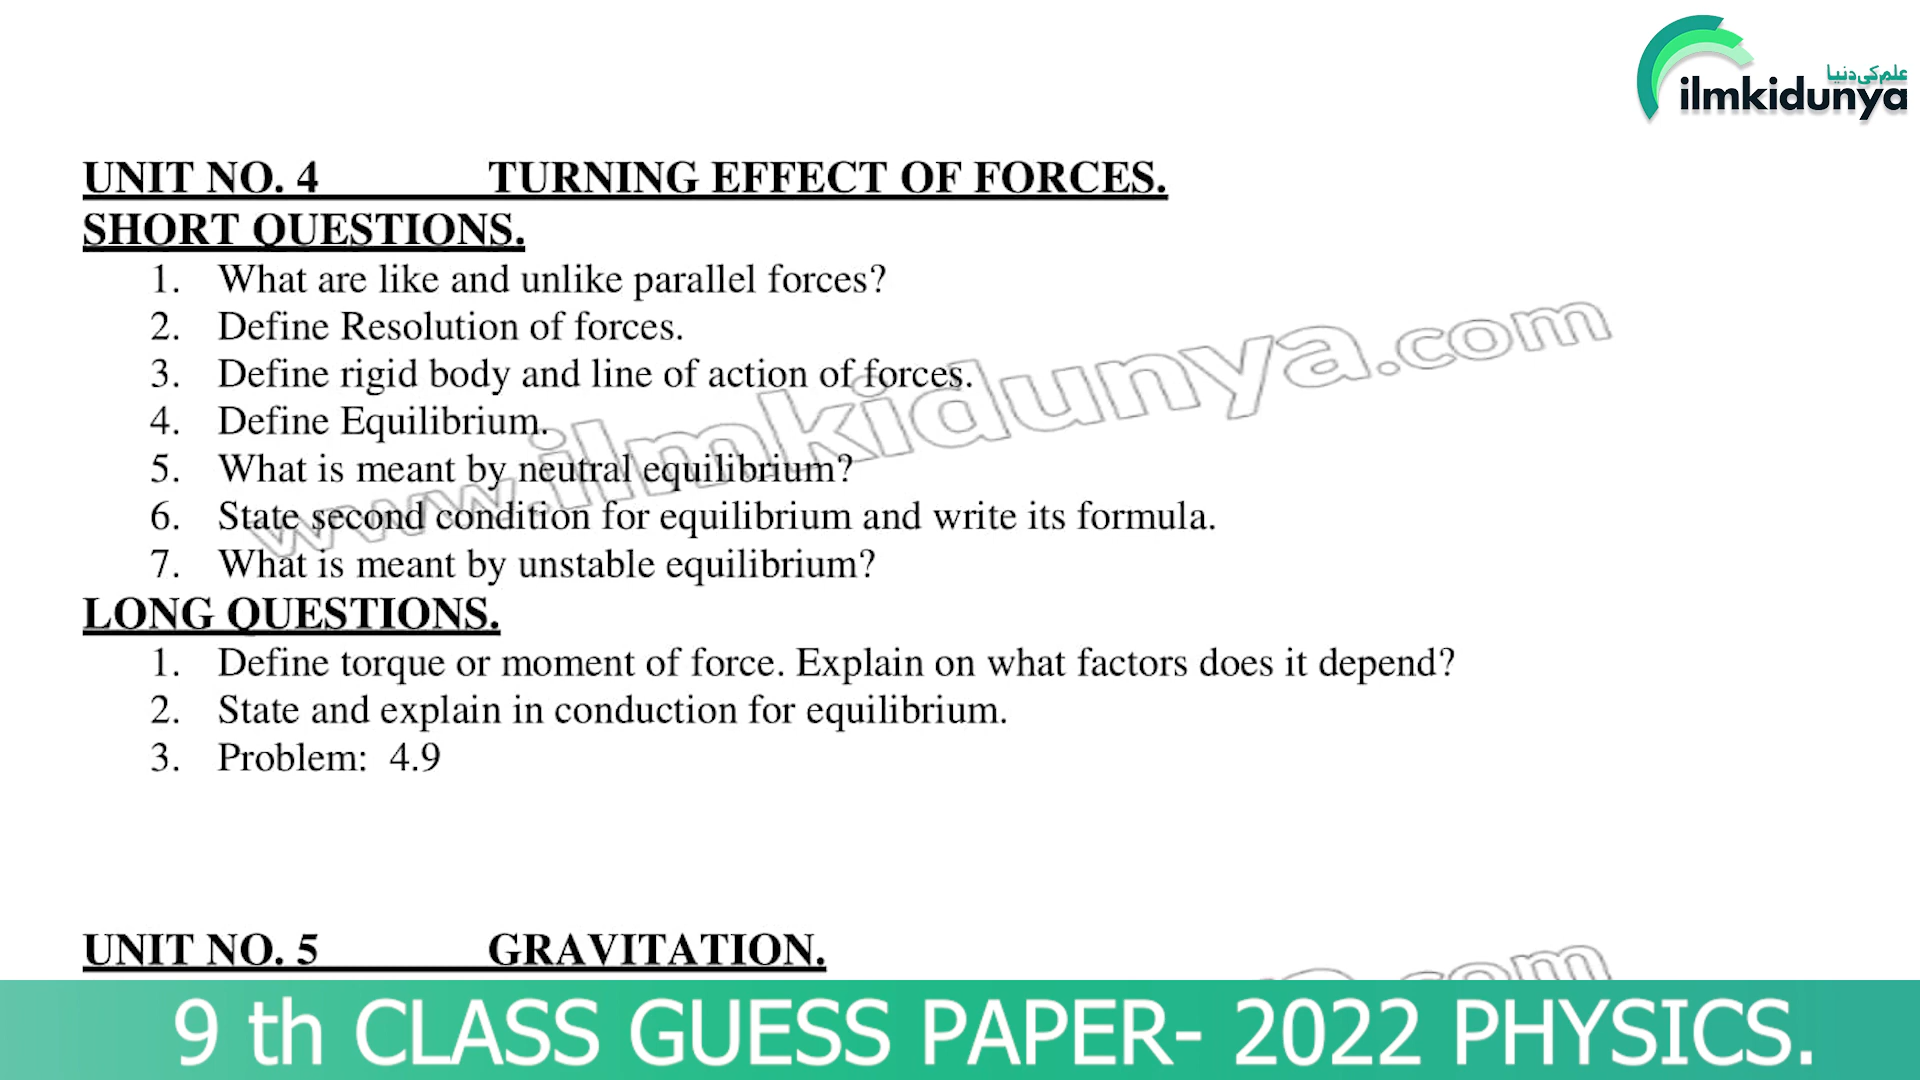 علم کی دنیا
ilmkidunya
UNIT NO. 4 TURNING EFFECT OF FORCES.
SHORT QUESTIONS.
1. What are like and unlike parallel forces?
2. Define Resolution of forces.
3. Define rigid body and line of action of forces.
4. Define Equilibrium.
5. What is meant by neutral equilibrium?
6. State second condition for equilibrium and write its formula.
7. What is meant by unstable equilibrium?
www.ilmkidunya.com
LONG QUESTIONS.
1. Define torque or moment of force. Explain on what factors does it depend?
2. State and explain in conduction for equilibrium.
3. Problem: 4.9
UNIT NO. 5 GRAVITATION.
9 th CLASS GUESS PAPER- 2022 PHYSICS.